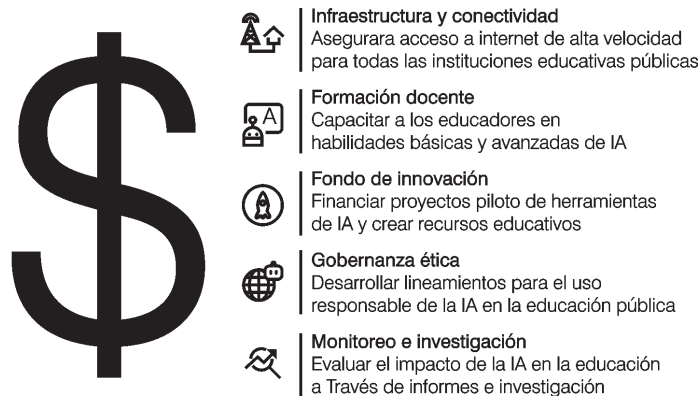 $
Infraestructura y conectividad
Asegurara acceso a internet de alta velocidad
para todas las instituciones educativas públicas
A
Formación docente
Capacitar a los educadores en
habilidades básicas y avanzadas de IA
Fondo de innovación
Financiar proyectos piloto de herramientas
de IA y crear recursos educativos
Gobernanza ética
Desarrollar lineamientos para el uso
responsable de la IA en la educación pública
Monitoreo e investigación
Evaluar el impacto de la IA en la educación
a Través de informes e investigación